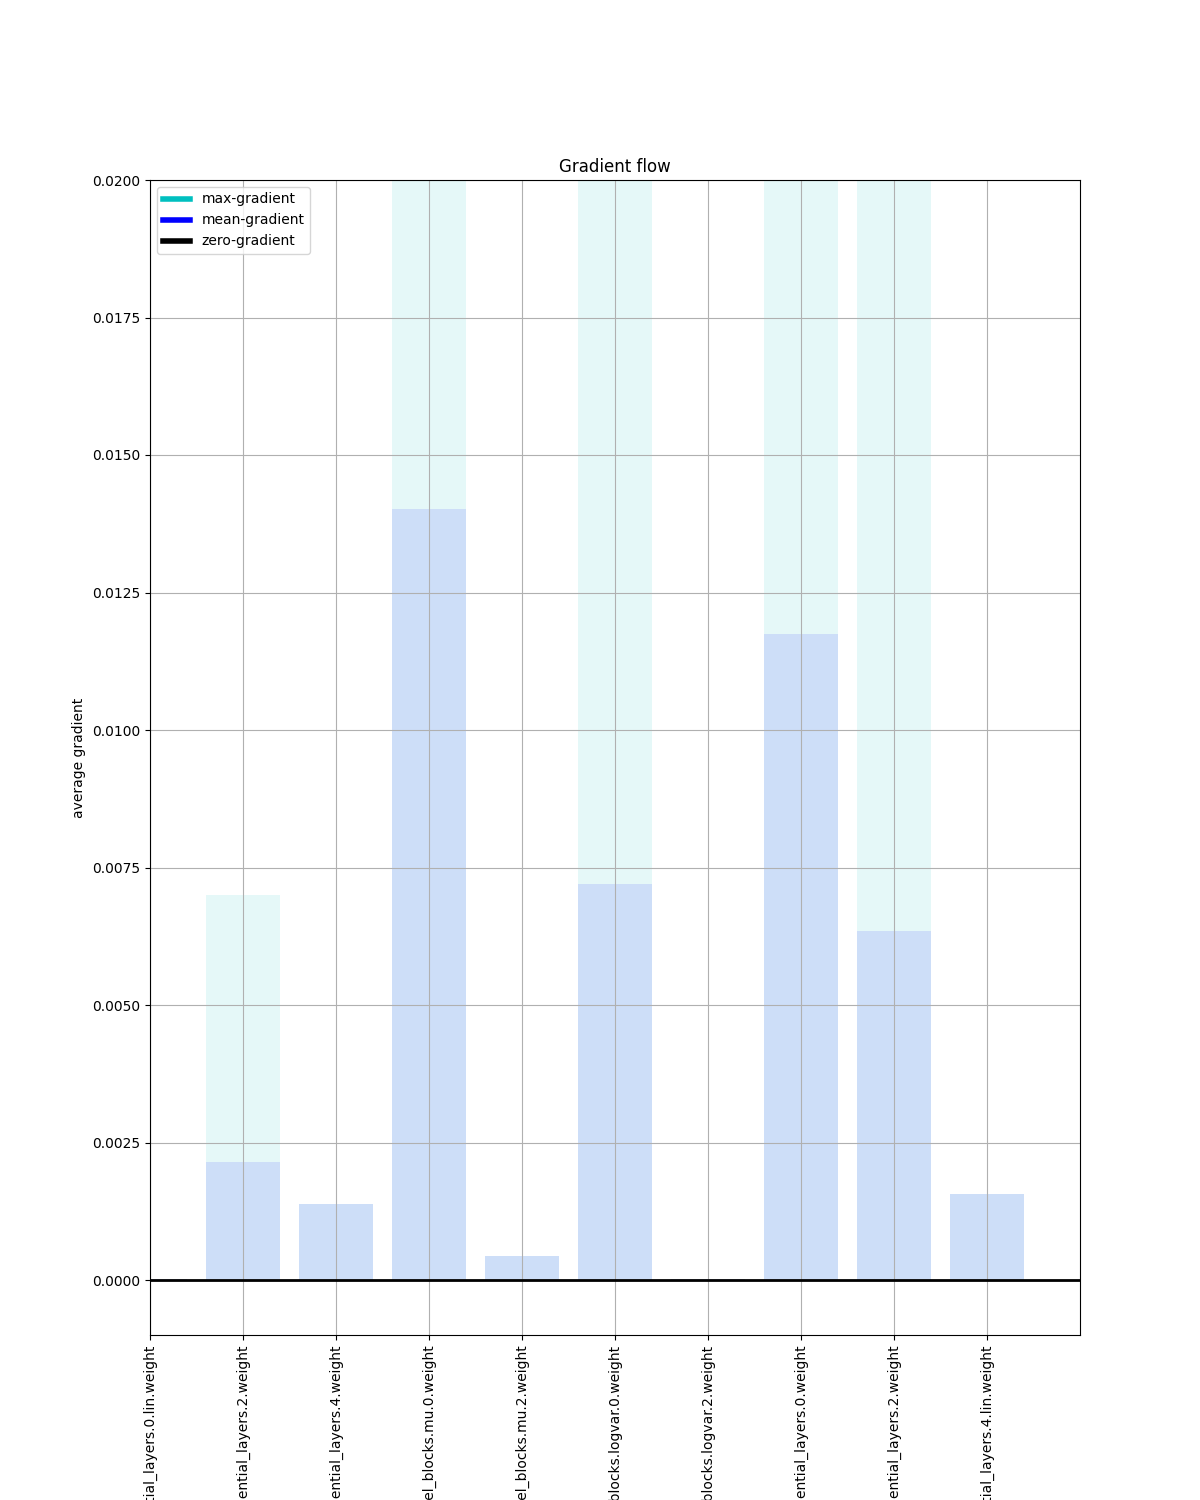 Gradient flow
max-gradient
mean-gradient
zero-gradient
0.0200
0.0175
0.0150
0.0125
0.0100
0.0075
0.0050
0.0025
0.0000
average gradient
tial_layers.0.lin.weight
ential_layers.2.weight
ential_layers.4.weight
el_blocks.mu.0.weight
el_blocks.mu.2.weight
blocks.logvar.0.weight
blocks.logvar.2.weight
ential_layers.0.weight
ential_layers.2.weight
tial_layers.4.lin.weight